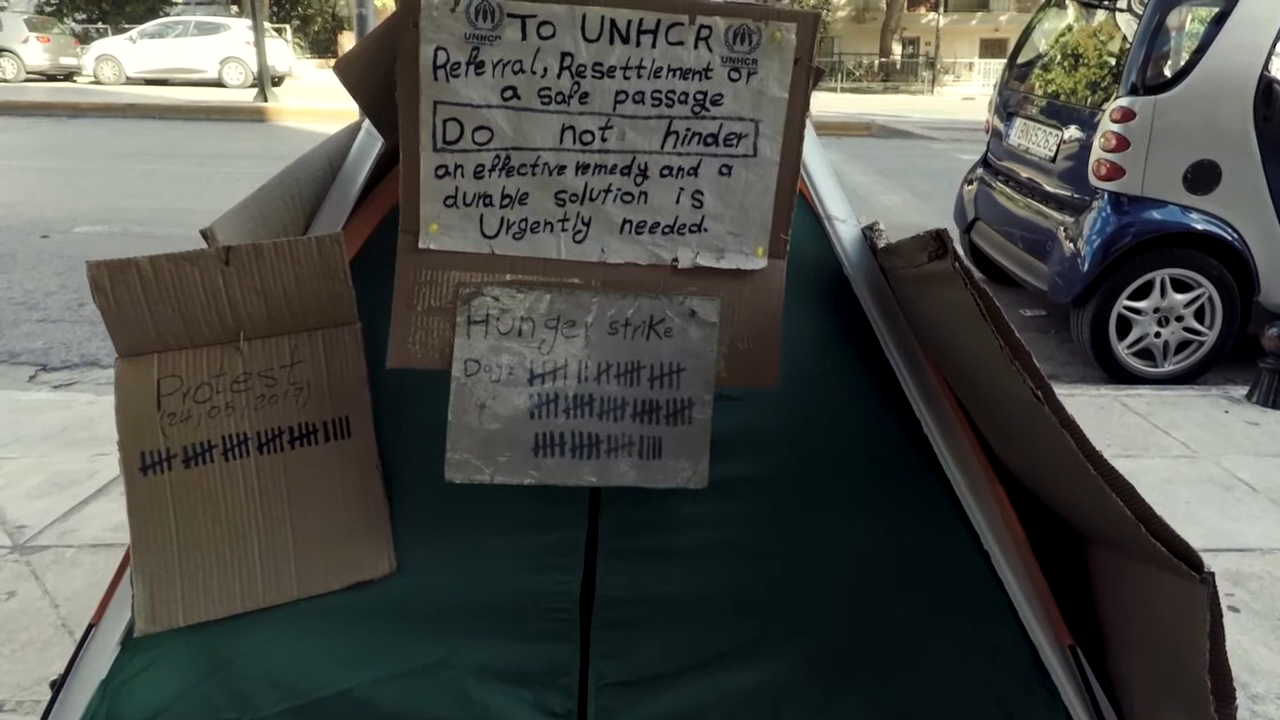 UNHCR
TO UNHCR
UNHCR
Referral, Resettlement or
a safe passage
Do not hinder
an effective remedy and a
durable solution is
Urgently needed.
Hunger strike
Protest
(24/05/2017)